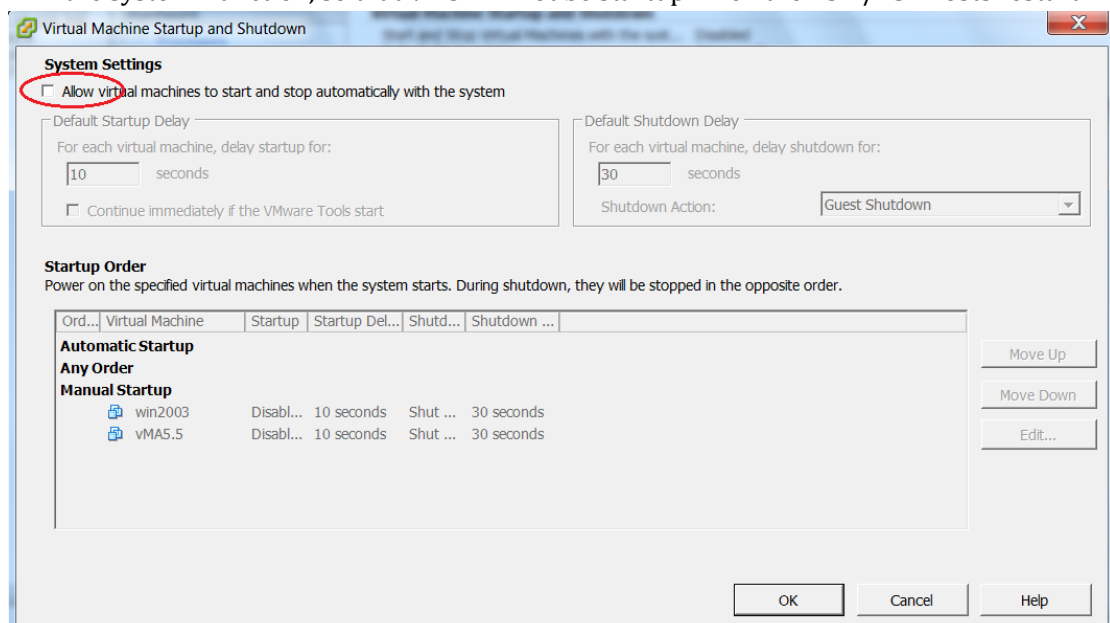 Virtual Machine Startup and Shutdown
System Settings
Allow virtual machines to start and stop automatically with the system
Default Startup Delay
For each virtual machine, delay startup for:
10 seconds
Continue immediately if the VMware Tools start
Default Shutdown Delay
For each virtual machine, delay shutdown for:
30 seconds
Shutdown Action: Guest Shutdown
Startup Order
Power on the specified virtual machines when the system starts. During shutdown, they will be stopped in the opposite order.
Ord... Virtual Machine Startup Startup Del... Shutd... Shutdown ...
Automatic Startup
Any Order
Manual Startup
win2003 Disabl... 10 seconds Shut ... 30 seconds
vMA5.5 Disabl... 10 seconds Shut ... 30 seconds
Move Up
Move Down
Edit...
OK Cancel Help